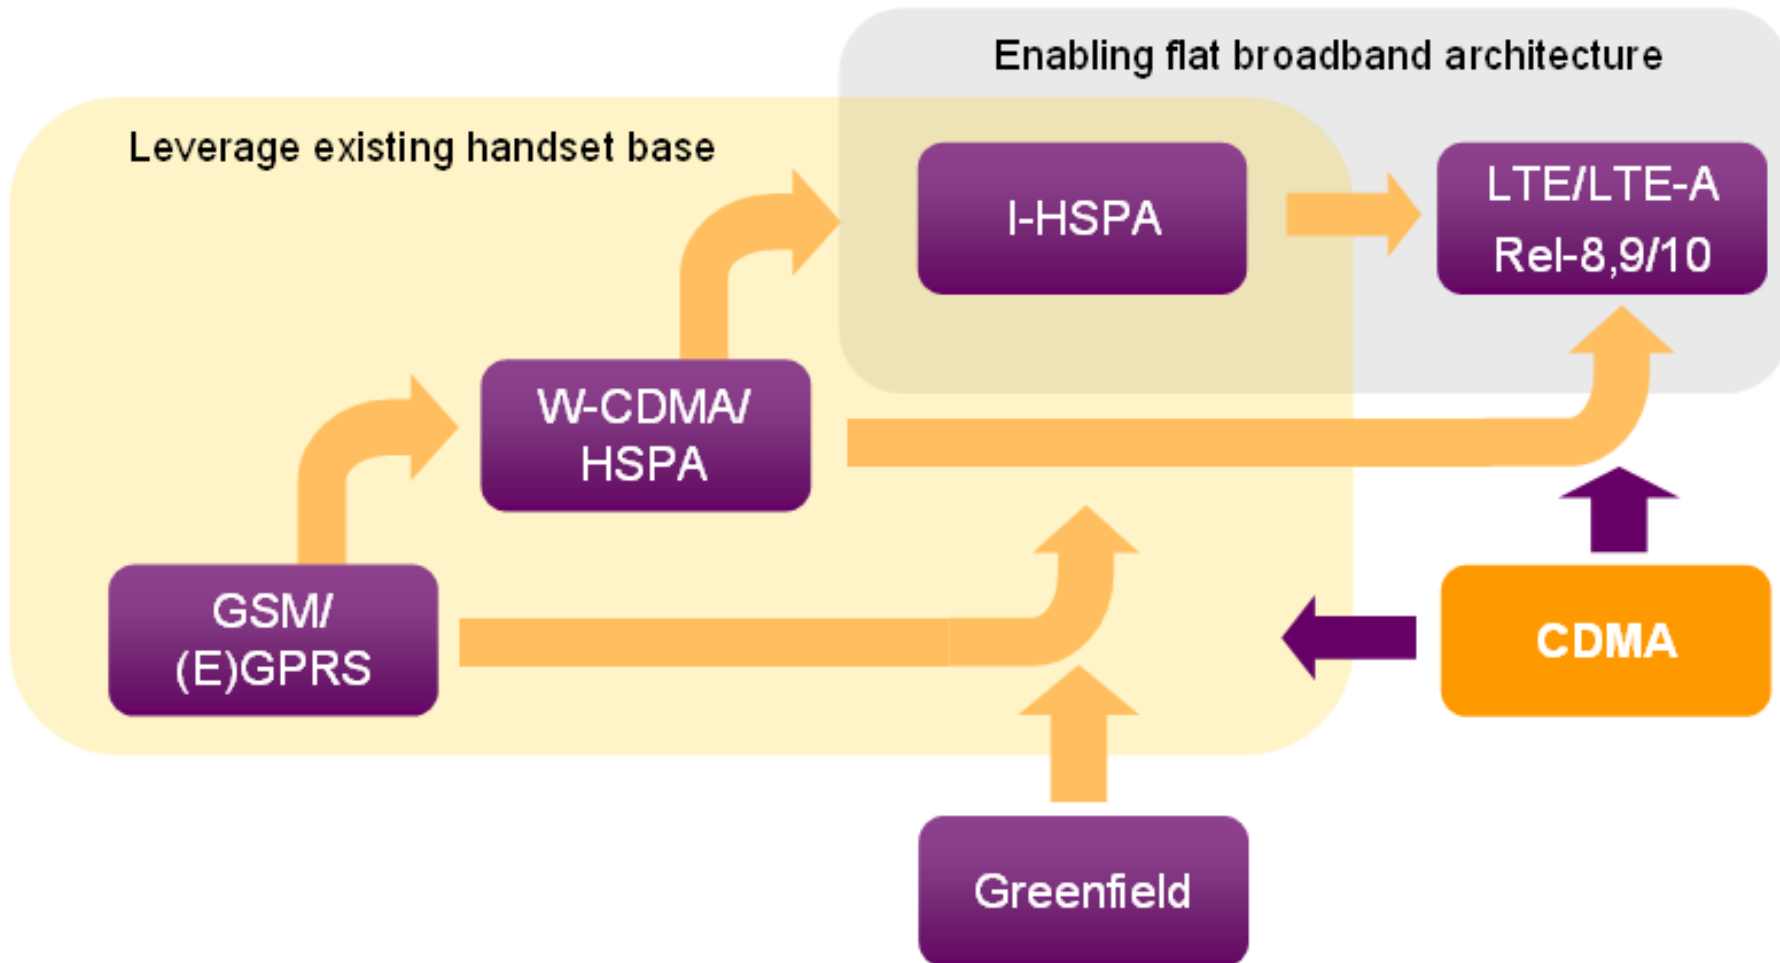 Enabling flat broadband architecture
Leverage existing handset base
I-HSPA
LTE/LTE-A
Rel-8,9/10
W-CDMA/
HSPA
GSM/
(E)GPRS
CDMA
Greenfield